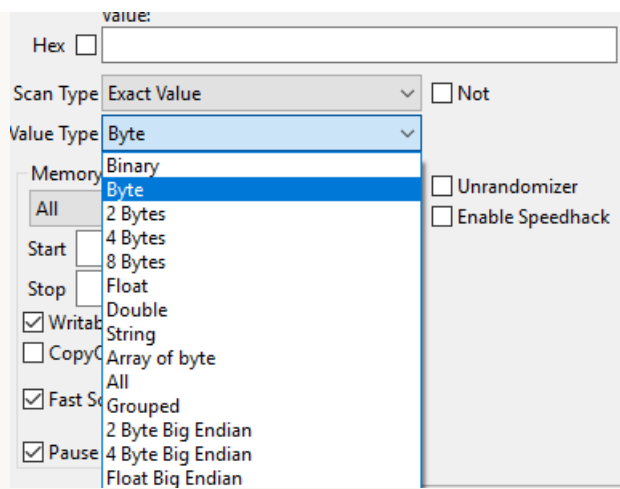 Value:
Hex
Scan Type Exact Value Not
Value Type Byte
Binary
Memory
Byte
Unrandomizer
All
2 Bytes
Enable Speedhack
4 Bytes
Start
8 Bytes
Stop
Float
Double
Writab
String
CopyO
Array of byte
All
Fast Sc
Grouped
2 Byte Big Endian
Pause
4 Byte Big Endian
Float Big Endian